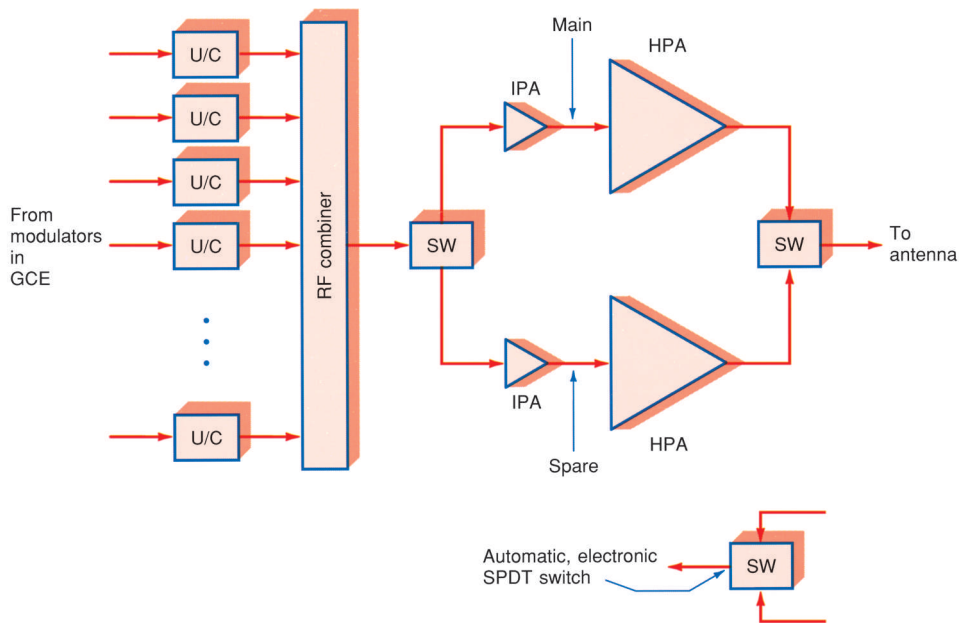 Main
HPA
IPA
U/C
U/C
U/C
U/C
U/C
From
modulators
in
GCE
RF combiner
SW
SW
To
antenna
IPA
HPA
Spare
Automatic, electronic
SPDT switch
SW